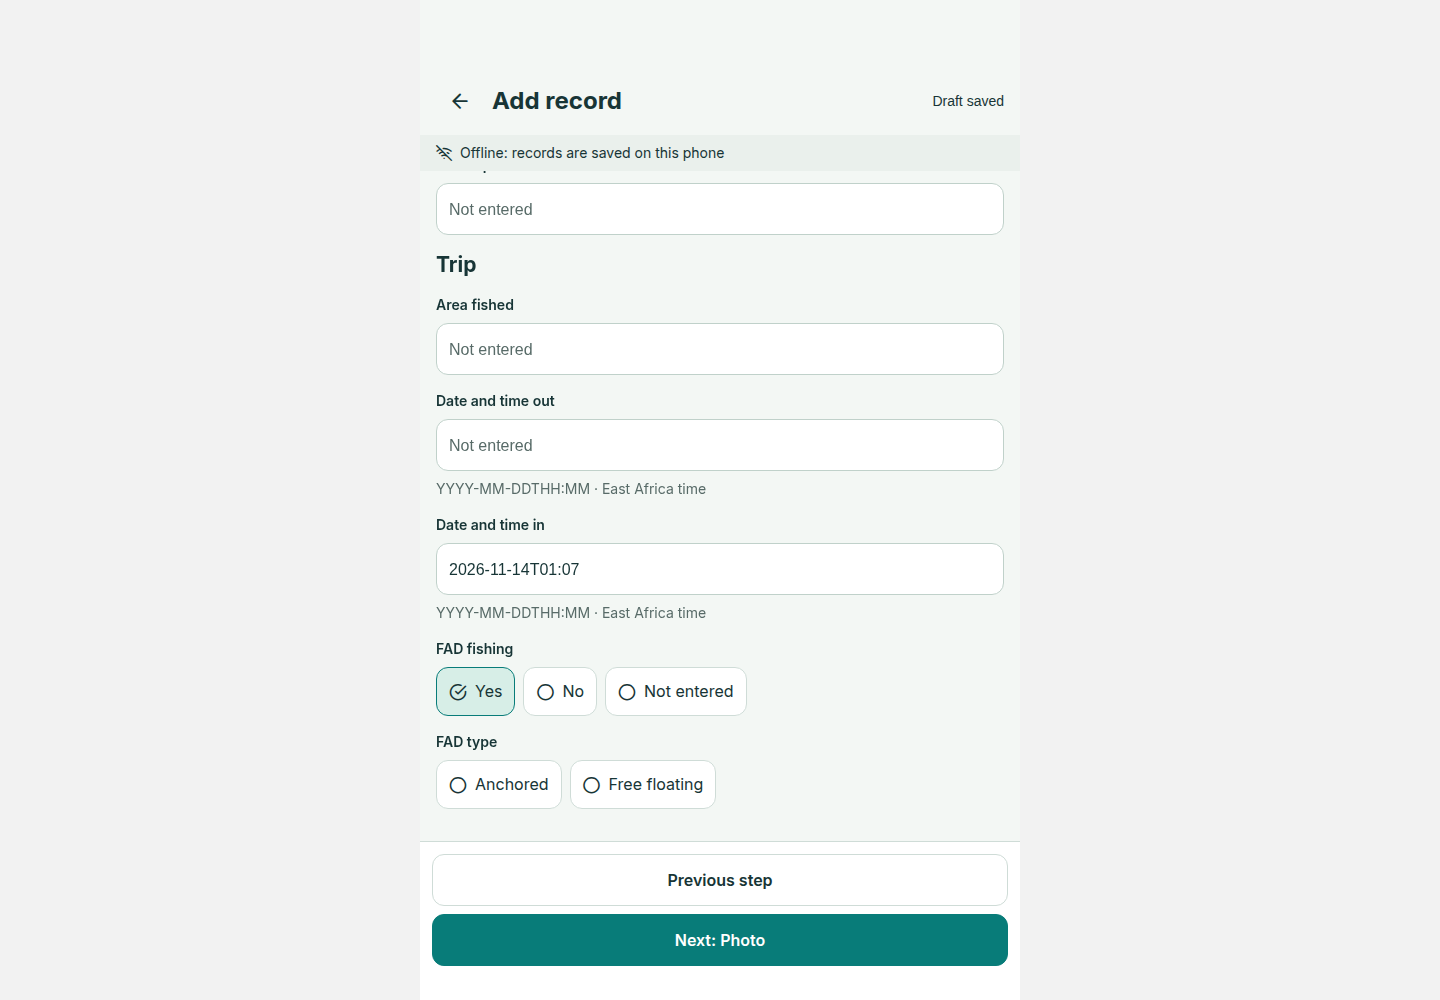 Add record
Draft saved
Offline: records are saved on this phone
Not entered
Trip
Area fished
Not entered
Date and time out
Not entered
YYYY-MM-DDTHH:MM · East Africa time
Date and time in
2026-11-14T01:07
YYYY-MM-DDTHH:MM · East Africa time
FAD fishing
Yes
No
Not entered
FAD type
Anchored
Free floating
Previous step
Next: Photo